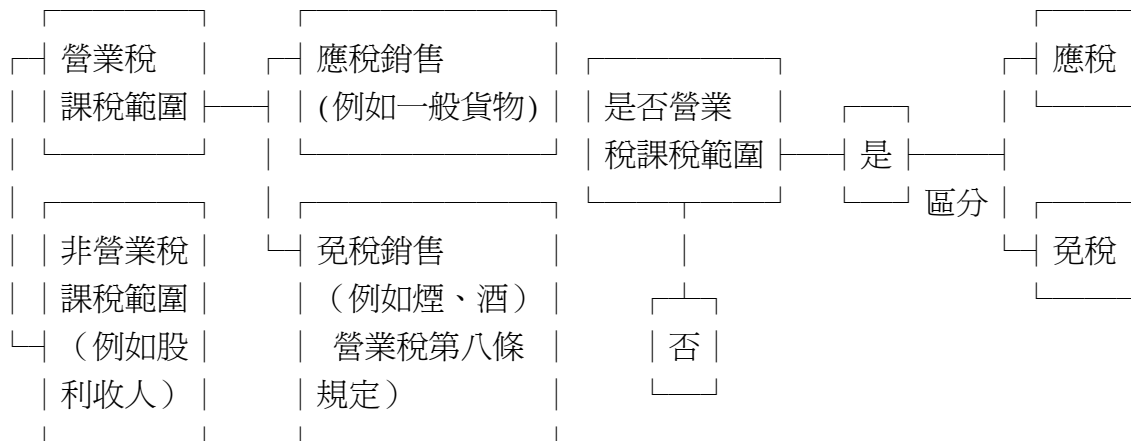 營業稅
課稅範圍
應稅銷售
(例如一般貨物)
是否營業
稅課稅範圍
是
區分
應稅
非營業稅
課稅範圍
（例如股
利收人）
免稅銷售
（例如煙、酒）
營業稅第八條
規定）
否
免稅